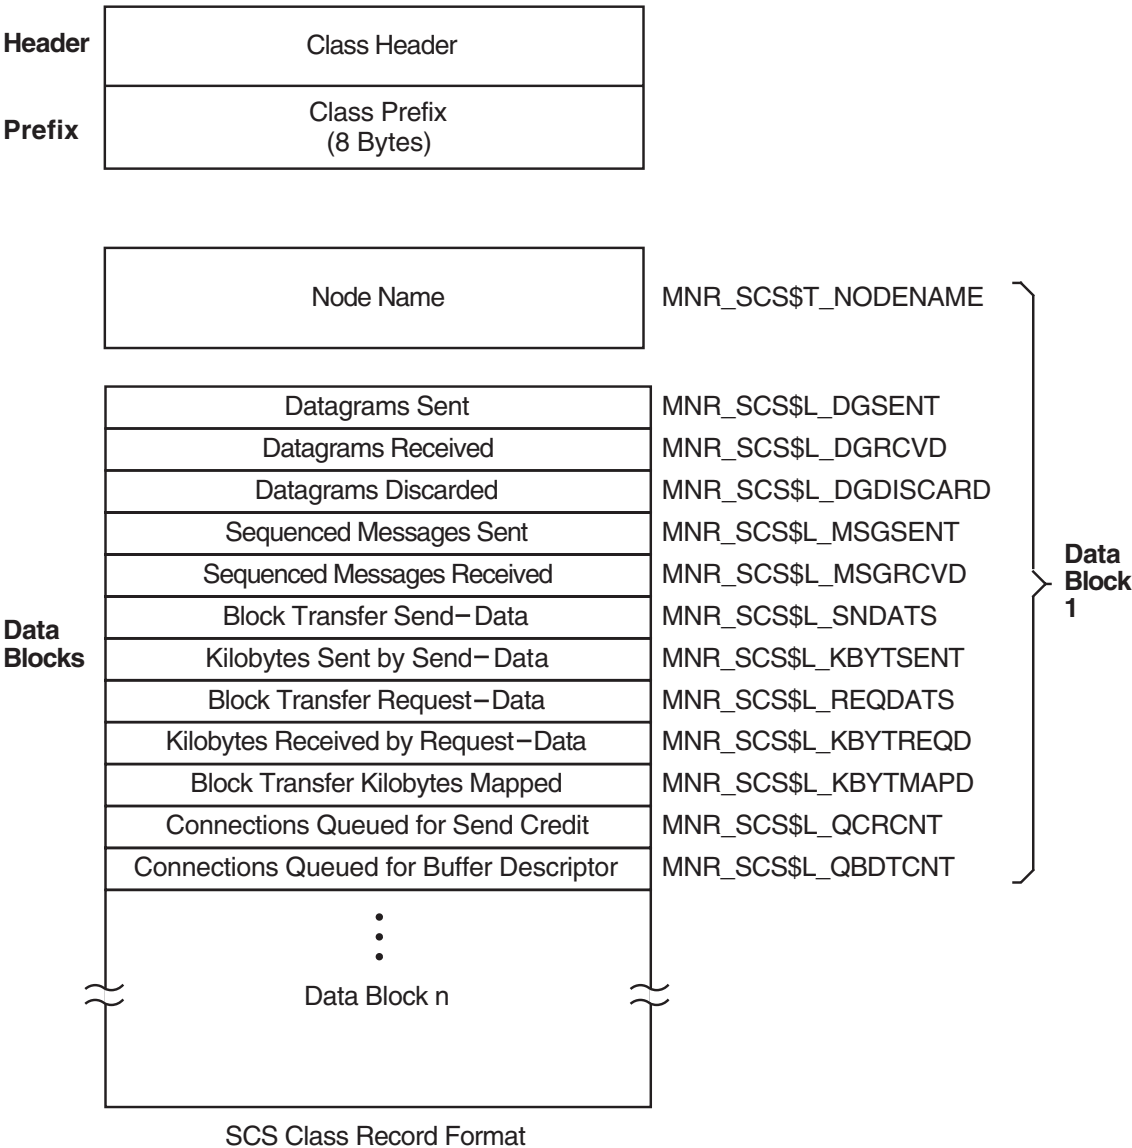 Header
Class Header
Prefix
Class Prefix
(8 Bytes)
Node Name MNR_SCS$T_NODENAME
Datagrams Sent MNR_SCS$L_DGSENT
Datagrams Received MNR_SCS$L_DGRCVD
Datagrams Discarded MNR_SCS$L_DGDISCARD
Sequenced Messages Sent MNR_SCS$L_MSGSENT
Sequenced Messages Received MNR_SCS$L_MSGRCVD
Block Transfer Send–Data MNR_SCS$L_SNDATS
Kilobytes Sent by Send–Data MNR_SCS$L_KBYTSENT
Block Transfer Request–Data MNR_SCS$L_REQDATS
Kilobytes Received by Request–Data MNR_SCS$L_KBYTREQD
Block Transfer Kilobytes Mapped MNR_SCS$L_KBYTMAPD
Connections Queued for Send Credit MNR_SCS$L_QCRCNT
Connections Queued for Buffer Descriptor MNR_SCS$L_QBDTCNT
Data
Blocks
Data
Block
1
Data Block n
SCS Class Record Format